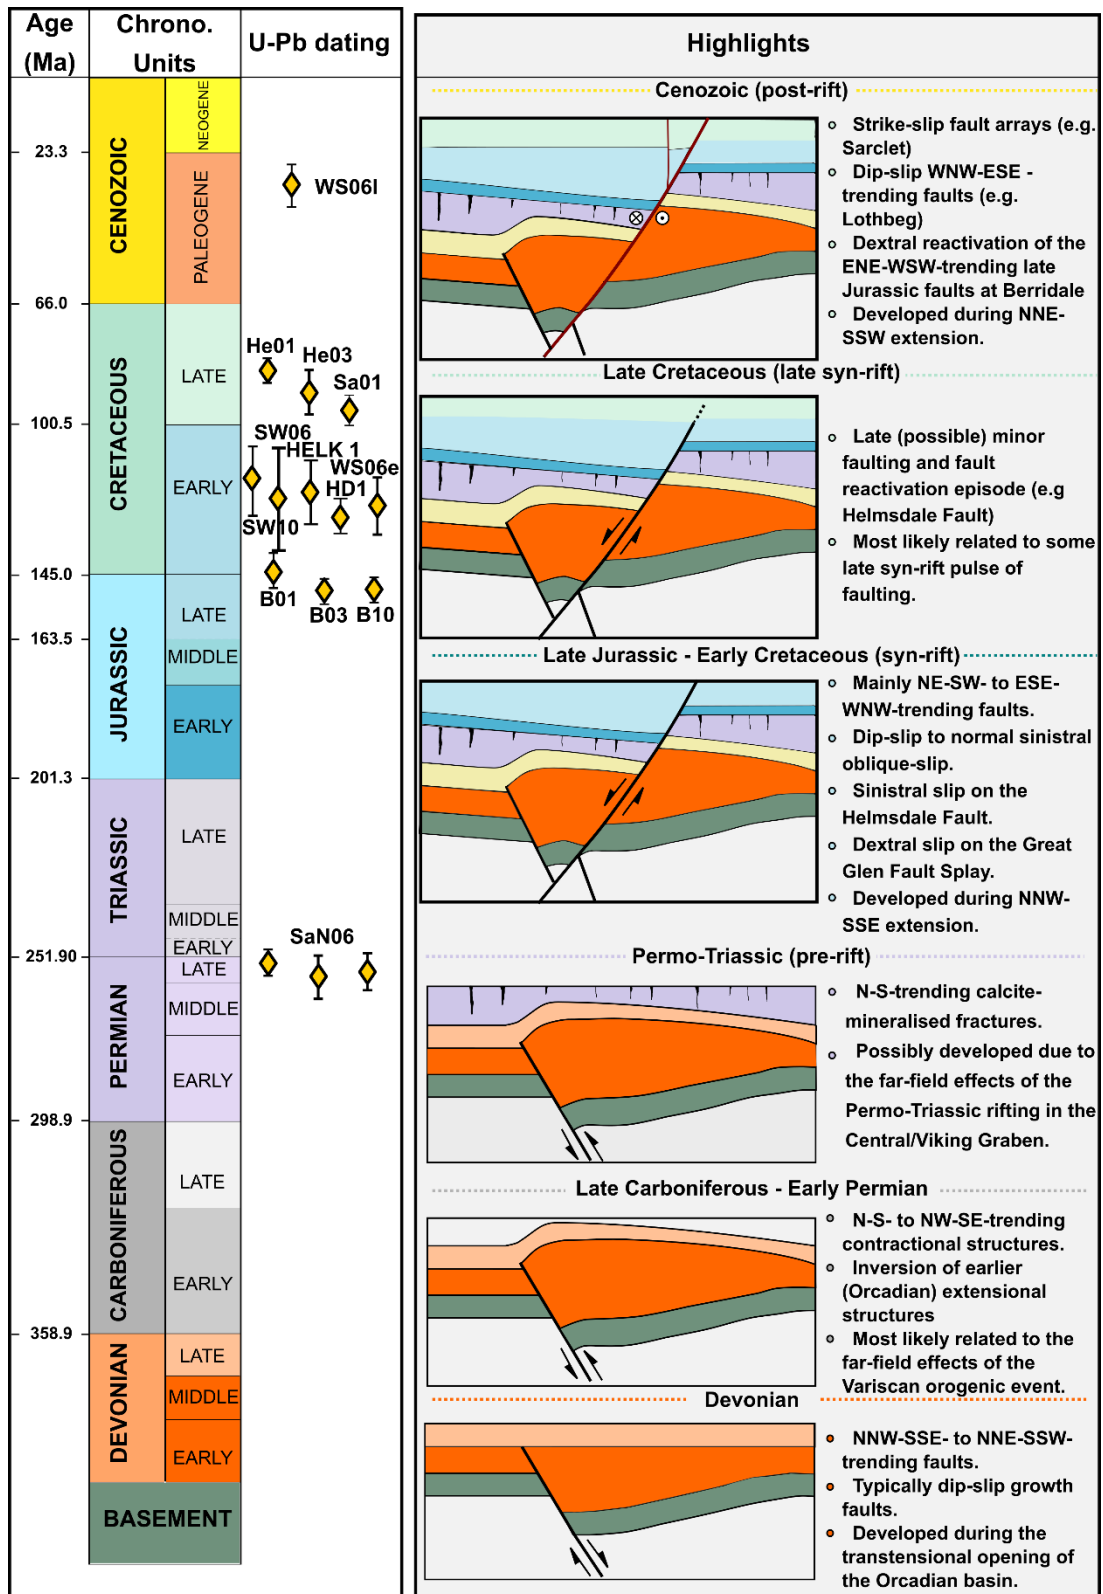 Age
(Ma)
Chrono.
Units
U-Pb dating
Highlights
23.3
66.0
100.5
145.0
163.5
201.3
251.90
298.9
358.9
CENOZOIC
NEOGENE
PALEOGENE
CRETACEOUS
LATE
EARLY
JURASSIC
LATE
MIDDLE
EARLY
TRIASSIC
LATE
MIDDLE
EARLY
PERMIAN
LATE
MIDDLE
EARLY
CARBONIFEROUS
LATE
EARLY
DEVONIAN
LATE
MIDDLE
EARLY
BASEMENT
WS06l
He01
He03
Sa01
SW06
HELK 1
WS06e
HD1
SW10
B01
B03
B10
SaN06
Cenozoic (post-rift)
Strike-slip fault arrays (e.g.
Sarclet)
Dip-slip WNW-ESE -
trending faults (e.g.
Lothbeg)
Dextral reactivation of the
ENE-WSW-trending late
Jurassic faults at Berridale
Developed during NNE-
SSW extension.
Late Cretaceous (late syn-rift)
Late (possible) minor
faulting and fault
reactivation episode (e.g
Helmsdale Fault)
Most likely related to some
late syn-rift pulse of
faulting.
Late Jurassic - Early Cretaceous (syn-rift)
Mainly NE-SW- to ESE-
WNW-trending faults.
Dip-slip to normal sinistral
oblique-slip.
Sinistral slip on the
Helmsdale Fault.
Dextral slip on the Great
Glen Fault Splay.
Developed during NNW-
SSE extension.
Permo-Triassic (pre-rift)
N-S-trending calcite-
mineralised fractures.
Possibly developed due to
the far-field effects of the
Permo-Triassic rifting in the
Central/Viking Graben.
Late Carboniferous - Early Permian
N-S- to NW-SE-trending
contractional structures.
Inversion of earlier
(Orcadian) extensional
structures
Most likely related to the
far-field effects of the
Variscan orogenic event.
Devonian
NNW-SSE- to NNE-SSW-
trending faults.
Typically dip-slip growth
faults.
Developed during the
transtensional opening of
the Orcadian basin.